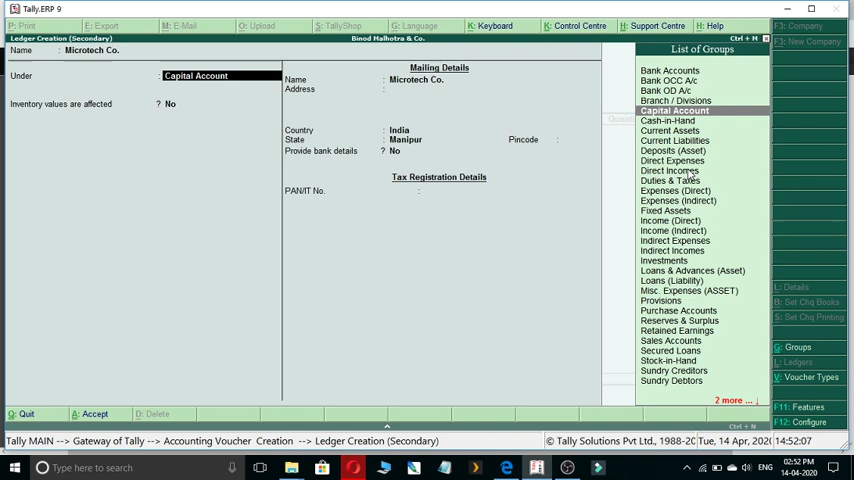 Tally.ERP 9
P: Print
E: Export
M: E-Mail
O: Upload
S: TallyShop
G: Language
K: Keyboard
K: Control Centre
H: Support Centre
H: Help
F3: Company
F3: New Company
Ledger Creation (Secondary)
Binod Malhotra & Co.
Ctrl + M
Name : Microtech Co.
Under : Capital Account
Inventory values are affected ? No
Mailing Details
Name : Microtech Co.
Address :
Country : India
State : Manipur
Pincode :
Provide bank details ? No
Tax Registration Details
PAN/IT No. :
List of Groups
Bank Accounts
Bank OCC A/c
Bank OD A/c
Branch / Divisions
Capital Account
Cash-in-Hand
Current Assets
Current Liabilities
Deposits (Asset)
Direct Expenses
Direct Incomes
Duties & Taxes
Expenses (Direct)
Expenses (Indirect)
Fixed Assets
Income (Direct)
Income (Indirect)
Indirect Expenses
Indirect Incomes
Investments
Loans & Advances (Asset)
Loans (Liability)
Misc. Expenses (ASSET)
Provisions
Purchase Accounts
Reserves & Surplus
Retained Earnings
Sales Accounts
Secured Loans
Stock-in-Hand
Sundry Creditors
Sundry Debtors
2 more ... ↓
L: Details
B: Set Chq Books
S: Set Chq Printing
G: Groups
L: Ledgers
V: Voucher Types
F11: Features
F12: Configure
Q: Quit
A: Accept
D: Delete
Ctrl + N
Tally MAIN --> Gateway of Tally --> Accounting Voucher Creation --> Ledger Creation (Secondary)
© Tally Solutions Pvt Ltd., 1988-20
Tue, 14 Apr, 2020
14:52:07
Type here to search
ENG
02:52 PM
14-04-2020